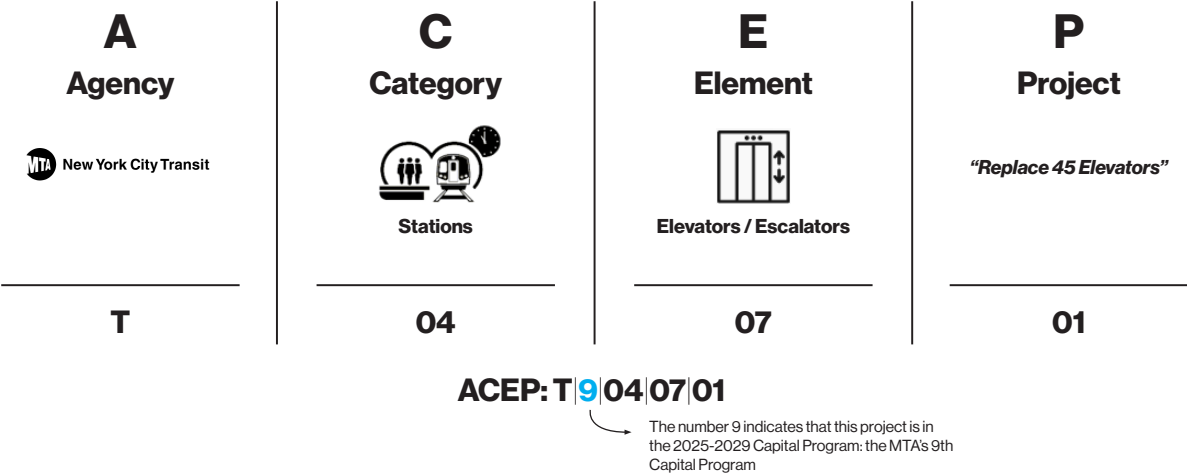 A
Agency
MTA New York City Transit
T
C
Category
Stations
04
E
Element
Elevators / Escalators
07
P
Project
“Replace 45 Elevators”
01
ACEP: T|9|04|07|01
The number 9 indicates that this project is in
the 2025-2029 Capital Program: the MTA’s 9th
Capital Program